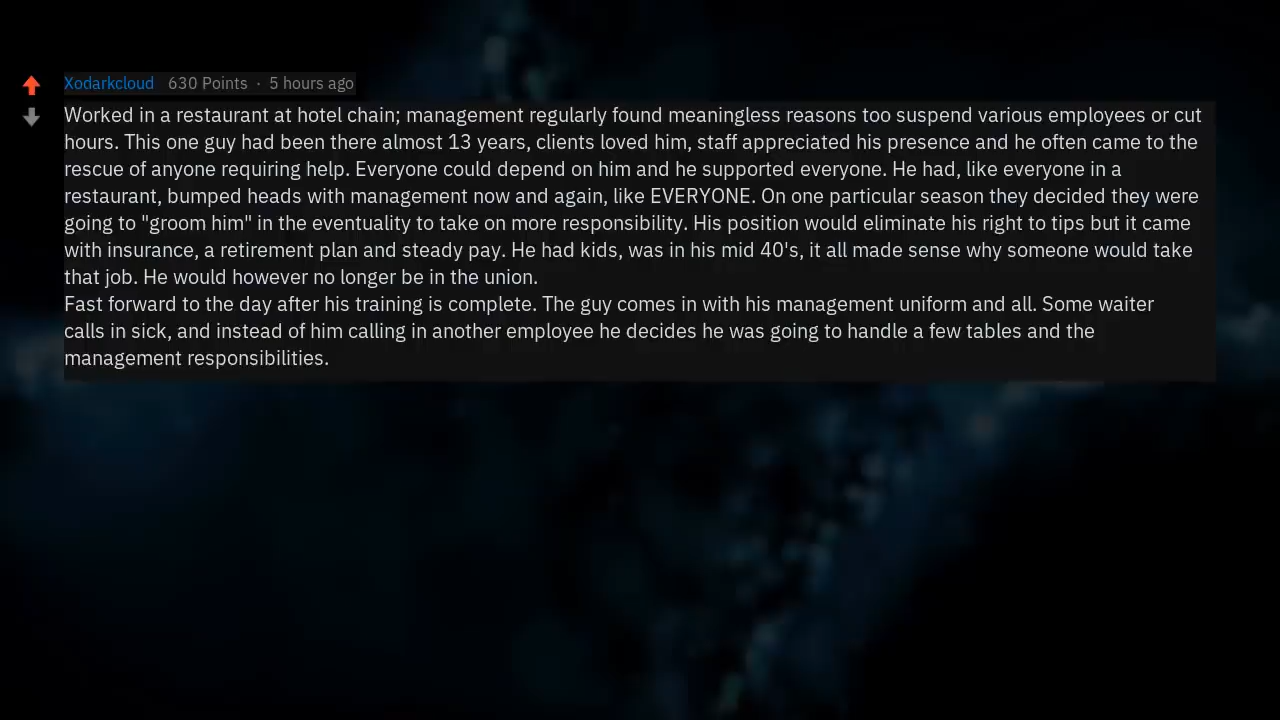 Xodarkcloud 630 Points · 5 hours ago
Worked in a restaurant at hotel chain; management regularly found meaningless reasons too suspend various employees or cut
hours. This one guy had been there almost 13 years, clients loved him, staff appreciated his presence and he often came to the
rescue of anyone requiring help. Everyone could depend on him and he supported everyone. He had, like everyone in a
restaurant, bumped heads with management now and again, like EVERYONE. On one particular season they decided they were
going to "groom him" in the eventuality to take on more responsibility. His position would eliminate his right to tips but it came
with insurance, a retirement plan and steady pay. He had kids, was in his mid 40's, it all made sense why someone would take
that job. He would however no longer be in the union.
Fast forward to the day after his training is complete. The guy comes in with his management uniform and all. Some waiter
calls in sick, and instead of him calling in another employee he decides he was going to handle a few tables and the
management responsibilities.